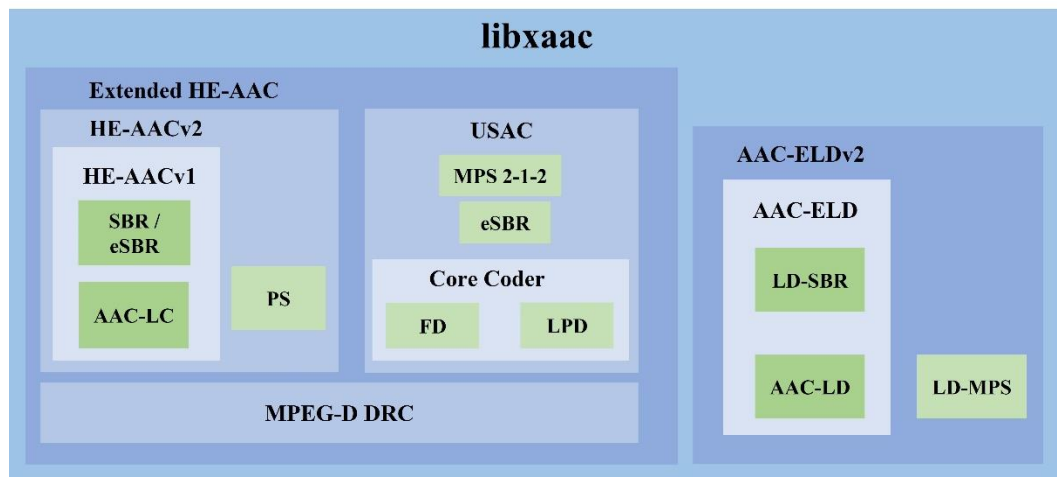 libxaac
Extended HE-AAC
HE-AACv2
HE-AACv1
SBR /
eSBR
AAC-LC
PS
USAC
MPS 2-1-2
eSBR
Core Coder
FD
LPD
MPEG-D DRC
AAC-ELDv2
AAC-ELD
LD-SBR
AAC-LD
LD-MPS